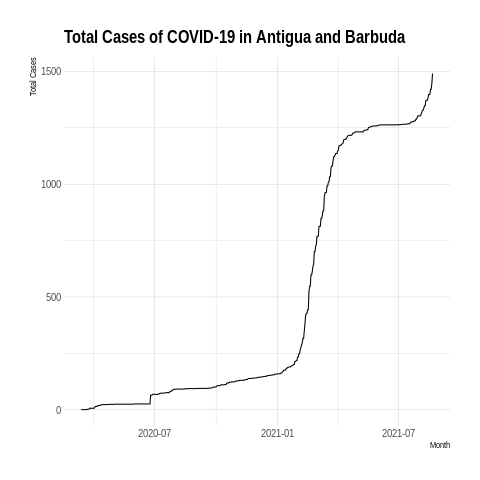 Total Cases of COVID-19 in Antigua and Barbuda
Total Cases
1500
1000
500
0
2020-07 2021-01 2021-07
Month